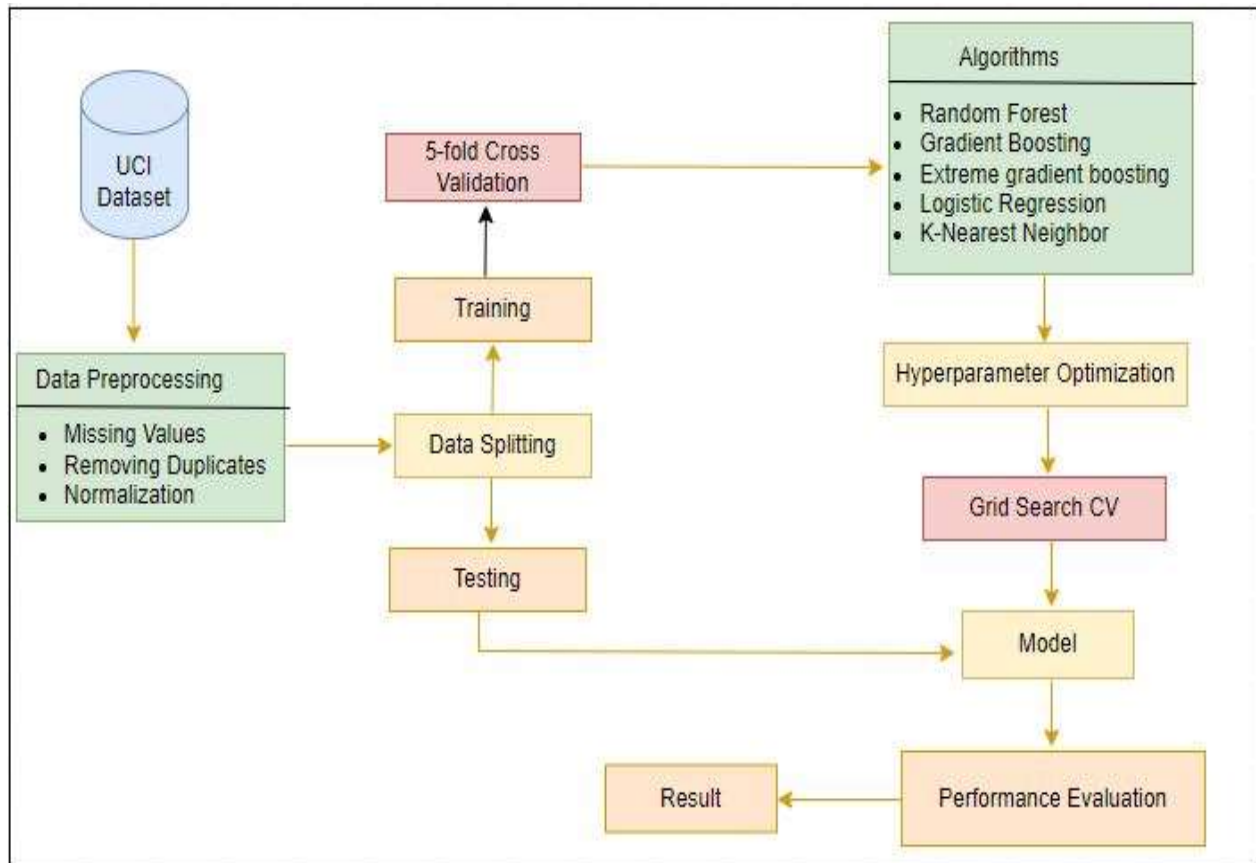 UCI
Dataset
Data Preprocessing
• Missing Values
• Removing Duplicates
• Normalization
Data Splitting
Training
5-fold Cross
Validation
Testing
Algorithms
• Random Forest
• Gradient Boosting
• Extreme gradient boosting
• Logistic Regression
• K-Nearest Neighbor
Hyperparameter Optimization
Grid Search CV
Model
Performance Evaluation
Result